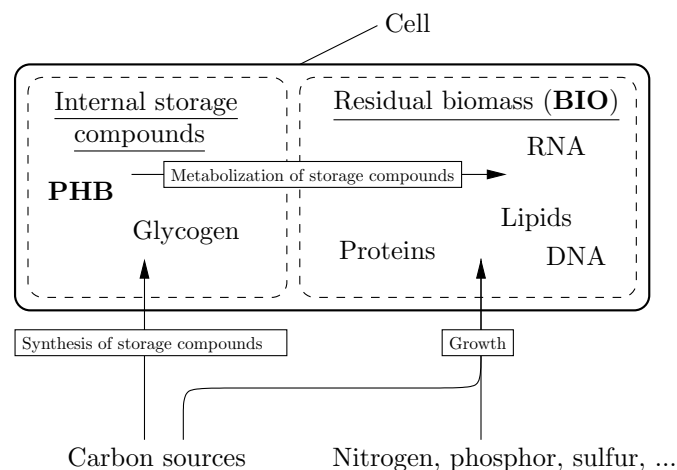 Cell
Internal storage
compounds
Residual biomass (BIO)
RNA
Metabolization of storage compounds
PHB
Lipids
Glycogen
Proteins
DNA
Synthesis of storage compounds
Growth
Carbon sources
Nitrogen, phosphor, sulfur, ...